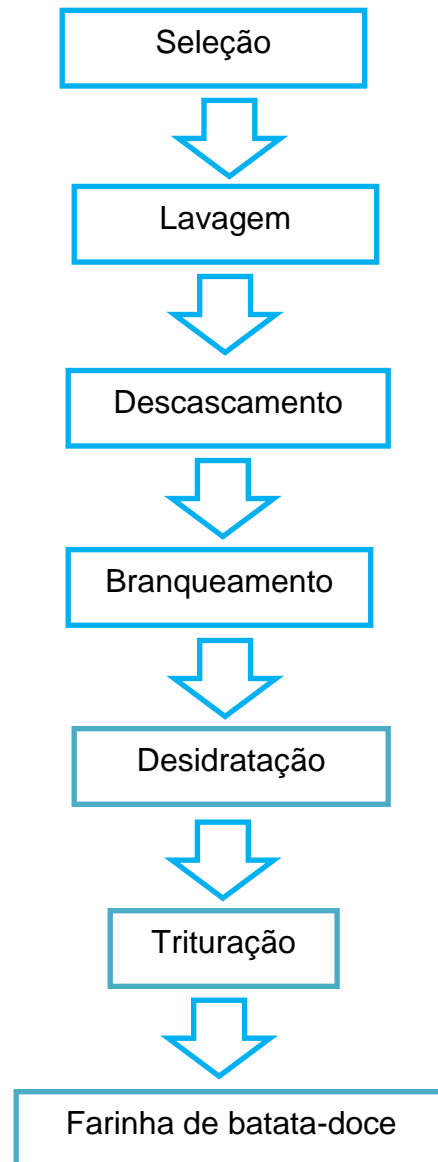 Seleção
Lavagem
Descascamento
Branqueamento
Desidratação
Trituração
Farinha de batata-doce